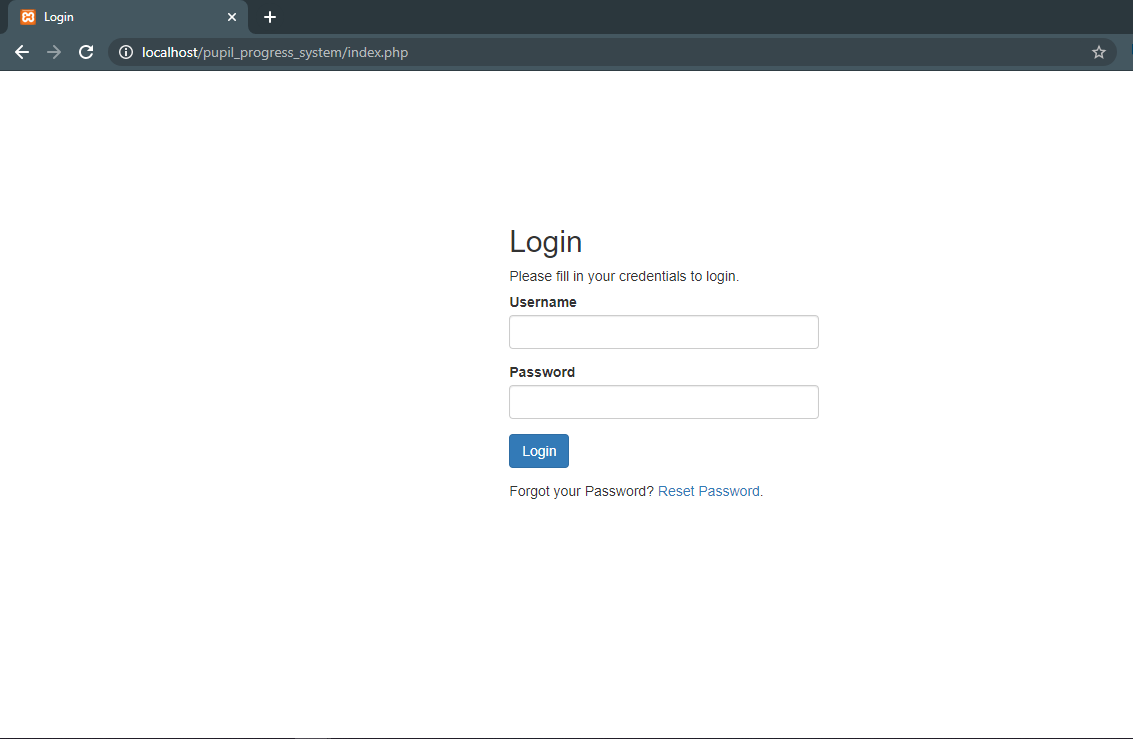 Login
localhost/pupil_progress_system/index.php
Login
Please fill in your credentials to login.
Username
Password
Login
Forgot your Password? Reset Password.